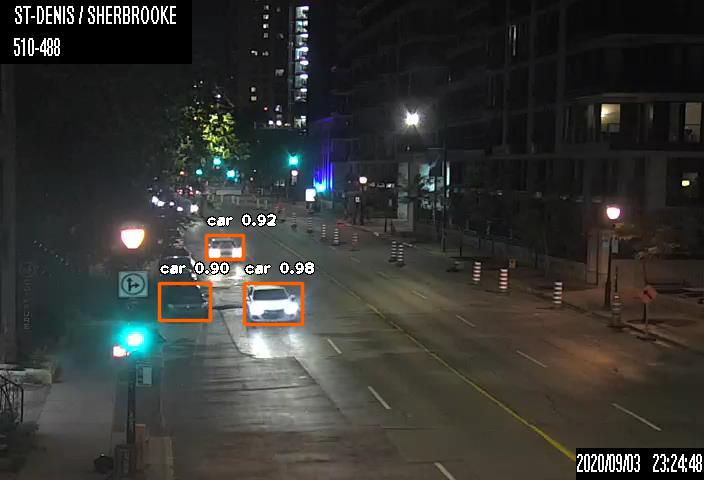 ST-DENIS / SHERBROOKE
510-488
car 0.92
car 0.90
car 0.98
2020/09/03 23:24:48